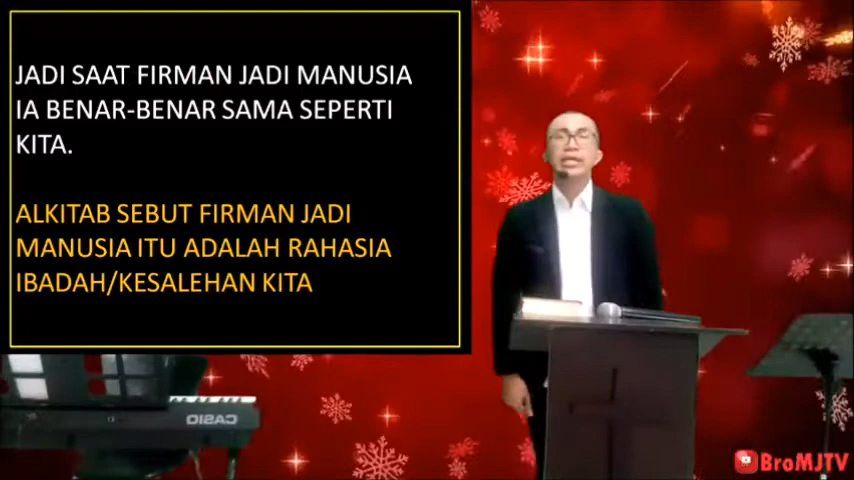 JADI SAAT FIRMAN JADI MANUSIA
IA BENAR-BENAR SAMA SEPERTI
KITA.
ALKITAB SEBUT FIRMAN JADI
MANUSIA ITU ADALAH RAHASIA
IBADAH/KESALEHAN KITA
CASIO
BroMJTV